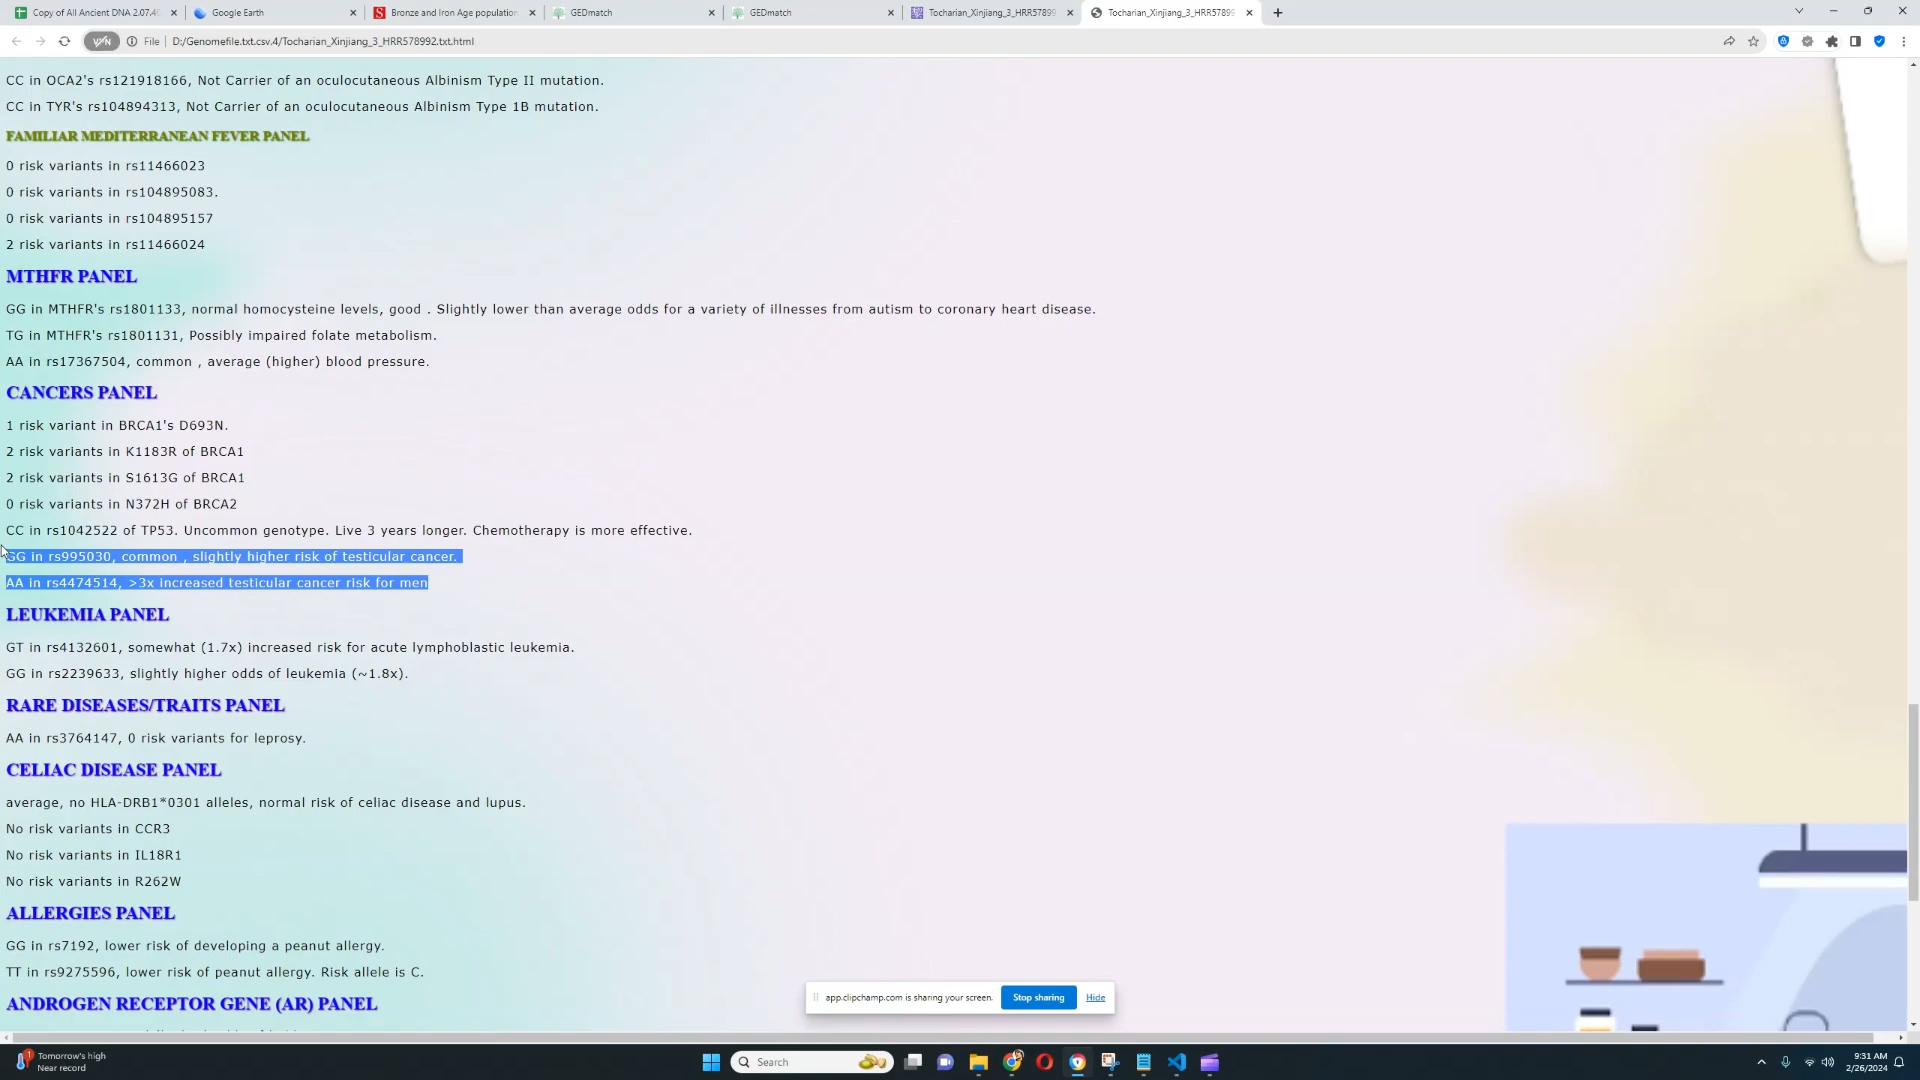 Copy of All Ancient DNA 2.07.4
Google Earth
Bronze and Iron Age population
GEDmatch
GEDmatch
Tocharian_Xinjiang_3_HRR57899
Tocharian_Xinjiang_3_HRR57899
VPN
File
D:/Genomefile.txt.csv.4/Tocharian_Xinjiang_3_HRR578992.txt.html
CC in OCA2's rs121918166, Not Carrier of an oculocutaneous Albinism Type II mutation.
CC in TYR's rs104894313, Not Carrier of an oculocutaneous Albinism Type 1B mutation.
FAMILIAR MEDITERRANEAN FEVER PANEL
0 risk variants in rs11466023
0 risk variants in rs104895083.
0 risk variants in rs104895157
2 risk variants in rs11466024
MTHFR PANEL
GG in MTHFR's rs1801133, normal homocysteine levels, good . Slightly lower than average odds for a variety of illnesses from autism to coronary heart disease.
TG in MTHFR's rs1801131, Possibly impaired folate metabolism.
AA in rs17367504, common , average (higher) blood pressure.
CANCERS PANEL
1 risk variant in BRCA1's D693N.
2 risk variants in K1183R of BRCA1
2 risk variants in S1613G of BRCA1
0 risk variants in N372H of BRCA2
CC in rs1042522 of TP53. Uncommon genotype. Live 3 years longer. Chemotherapy is more effective.
GG in rs995030, common , slightly higher risk of testicular cancer.
AA in rs4474514, >3x increased testicular cancer risk for men
LEUKEMIA PANEL
GT in rs4132601, somewhat (1.7x) increased risk for acute lymphoblastic leukemia.
GG in rs2239633, slightly higher odds of leukemia (~1.8x).
RARE DISEASES/TRAITS PANEL
AA in rs3764147, 0 risk variants for leprosy.
CELIAC DISEASE PANEL
average, no HLA-DRB1*0301 alleles, normal risk of celiac disease and lupus.
No risk variants in CCR3
No risk variants in IL18R1
No risk variants in R262W
ALLERGIES PANEL
GG in rs7192, lower risk of developing a peanut allergy.
TT in rs9275596, lower risk of peanut allergy. Risk allele is C.
ANDROGEN RECEPTOR GENE (AR) PANEL
app.clipchamp.com is sharing your screen.
Stop sharing
Hide
1
Tomorrow's high
Near record
Search
9:31 AM
2/26/2024